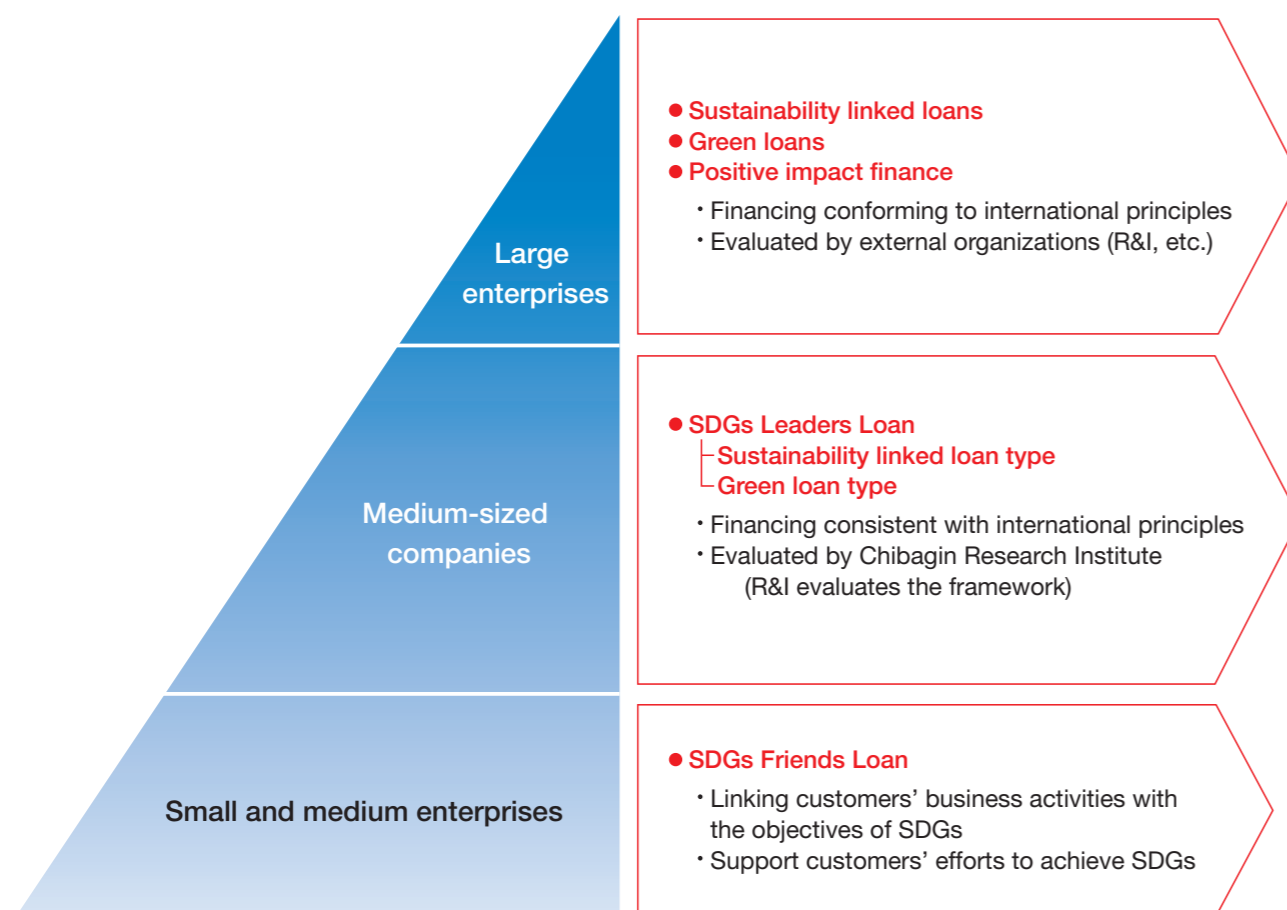 Large
enterprises
● Sustainability linked loans
● Green loans
● Positive impact finance
・Financing conforming to international principles
・Evaluated by external organizations (R&I, etc.)
Medium-sized
companies
● SDGs Leaders Loan
Sustainability linked loan type
Green loan type
・Financing consistent with international principles
・Evaluated by Chibagin Research Institute
(R&I evaluates the framework)
Small and medium enterprises
● SDGs Friends Loan
・Linking customers’ business activities with
the objectives of SDGs
・Support customers’ efforts to achieve SDGs